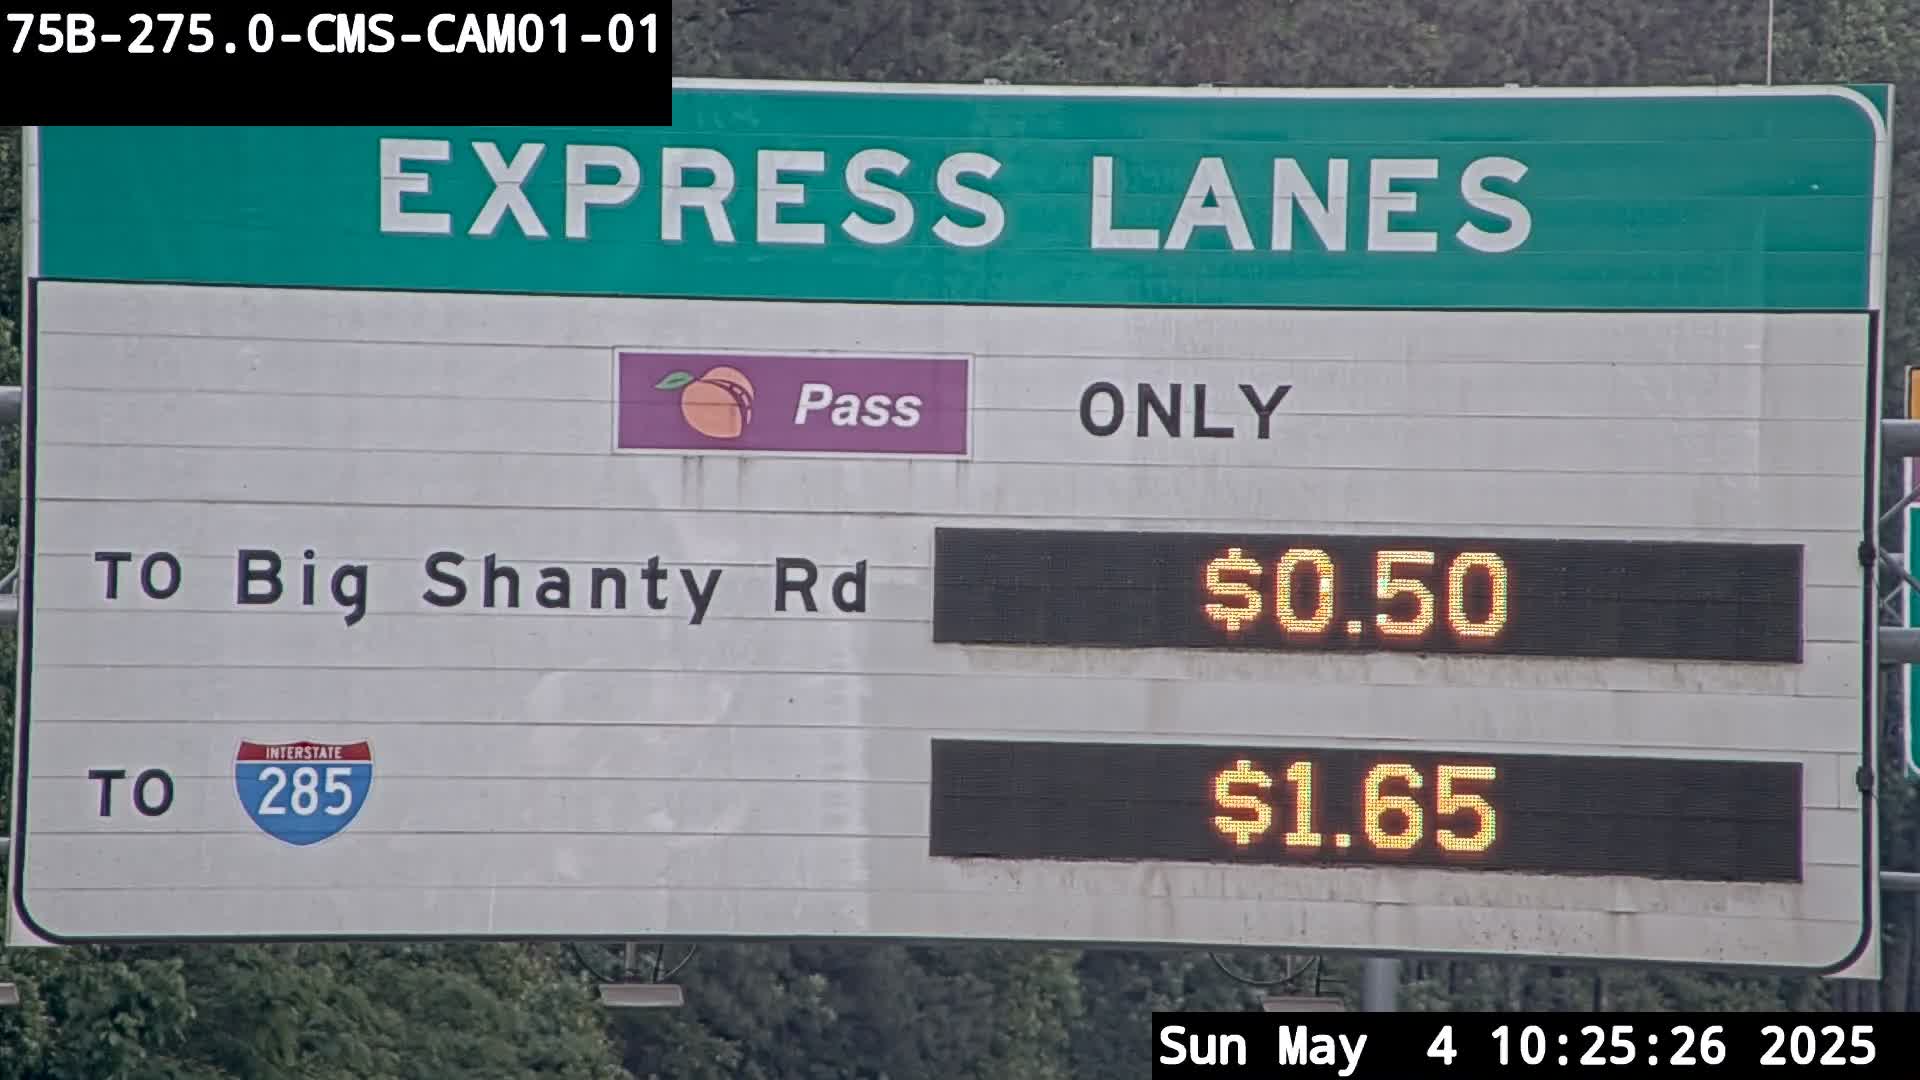 75B-275.0-CMS-CAM01-01
EXPRESS LANES
Pass ONLY
TO Big Shanty Rd $0.50
INTERSTATE
TO 285 $1.65
Sun May 4 10:25:26 2025